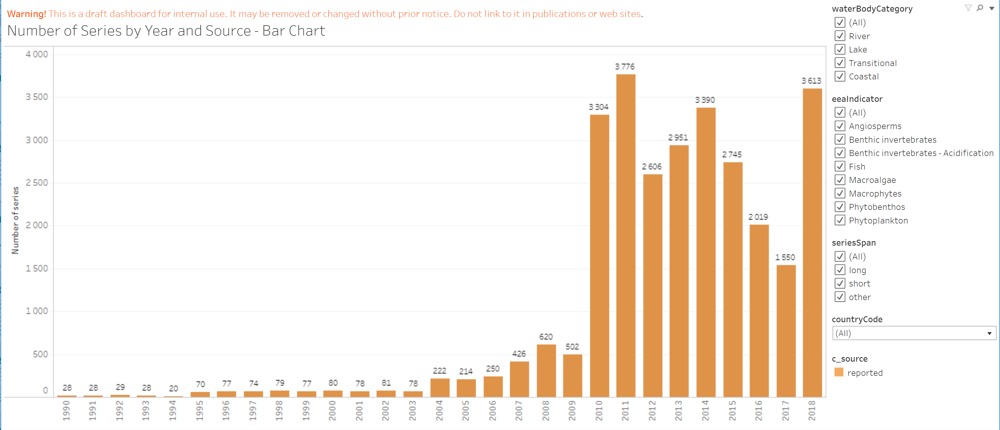 Warning! This is a draft dashboard for internal use. It may be removed or changed without prior notice. Do not link to it in publications or web sites.
Number of Series by Year and Source - Bar Chart
Number of series
4 000
3 500
3 000
2 500
2 000
1 500
1 000
500
0
28 28 29 28 20 70 77 74 79 77 80 78 81 78 222 214 250 426 620 502 3 304 3 776 2 606 2 951 3 390 2 745 2 019 1 550 3 613
1990 1991 1992 1993 1994 1995 1996 1997 1998 1999 2000 2001 2002 2003 2004 2005 2006 2007 2008 2009 2010 2011 2012 2013 2014 2015 2016 2017 2018
waterBodyCategory
(All)
River
Lake
Transitional
Coastal
eeaIndicator
(All)
Angiosperms
Benthic invertebrates
Benthic invertebrates - Acidification
Fish
Macroalgae
Macrophytes
Phytobenthos
Phytoplankton
seriesSpan
(All)
long
short
other
countryCode
(All)
c_source
reported